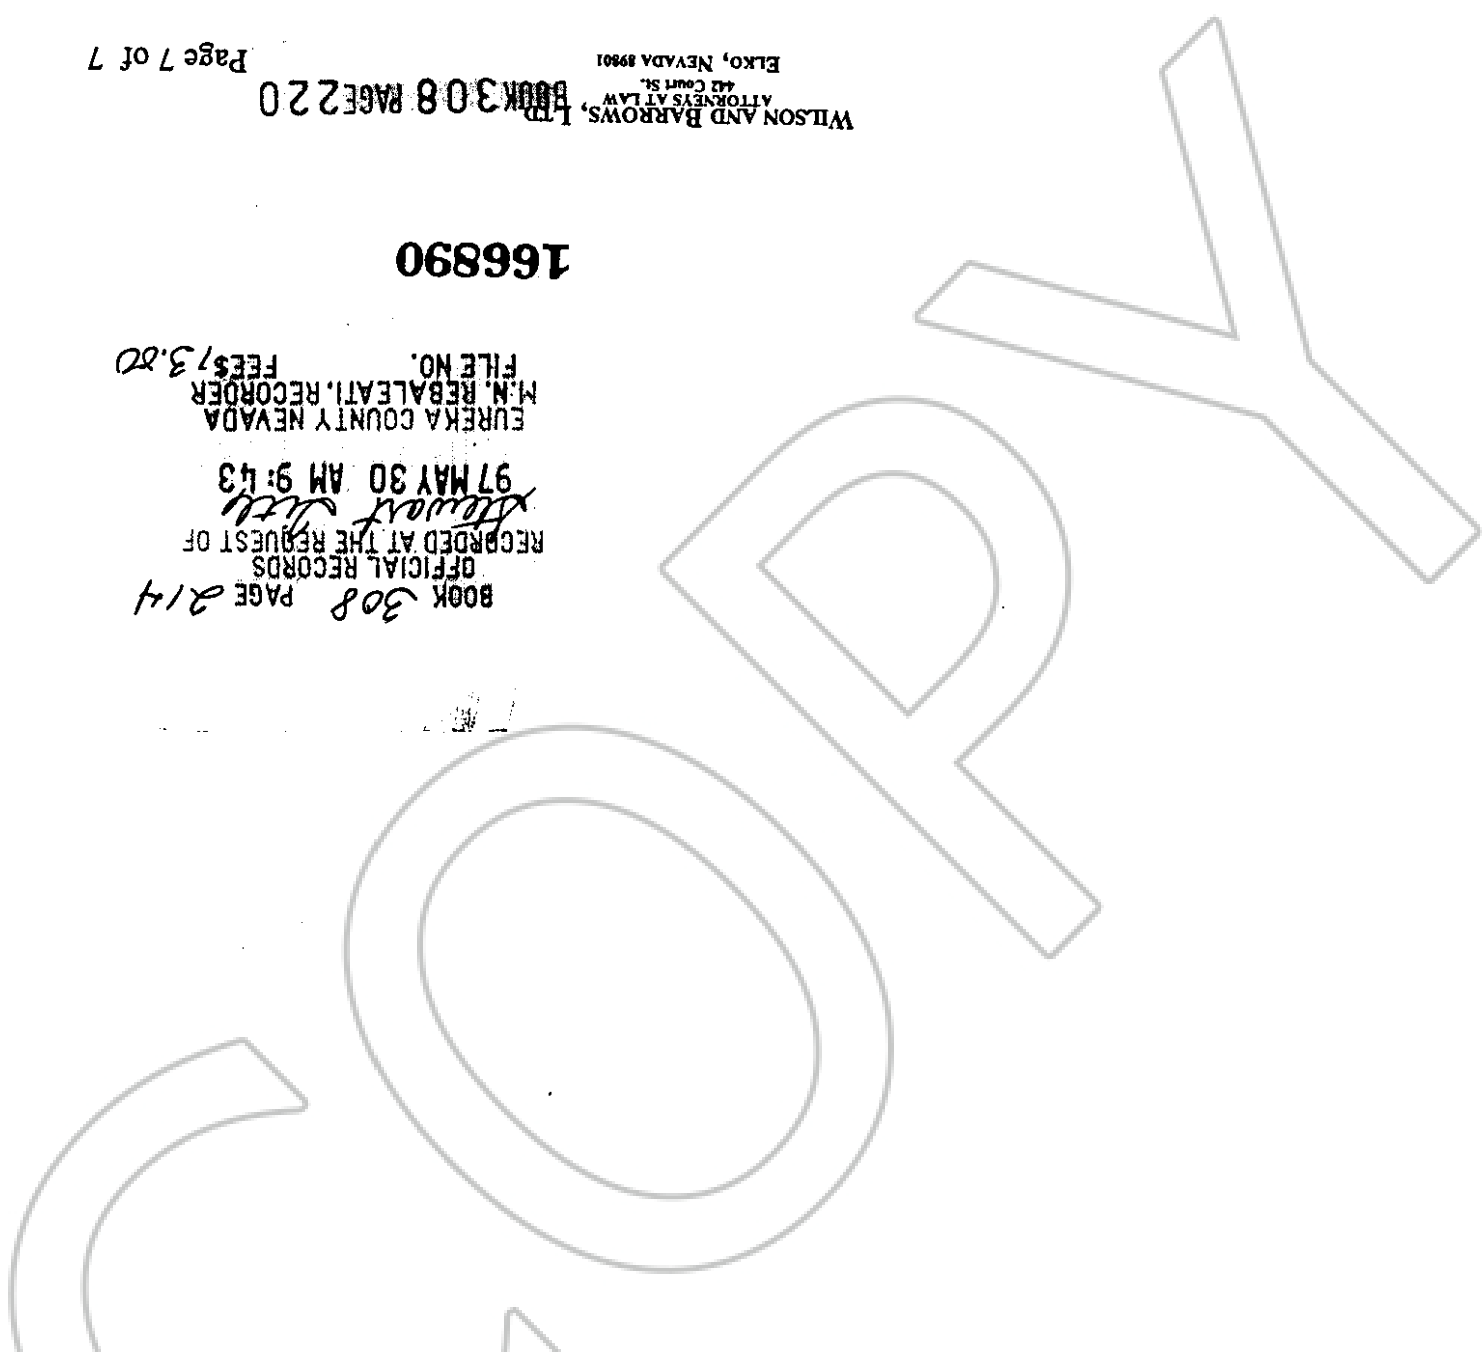 BOOK 308 PAGE 214
OFFICIAL RECORDS
RECORDED AT THE REQUEST OF
Stewart Title
97 MAY 30 AM 9:43
EUREKA COUNTY NEVADA
M.N. REBALEATI, RECORDER
FILE NO. FEE$ 13.00
166890
WILSON AND BARROWS, LTD.
ATTORNEYS AT LAW
442 Court St.
ELKO, NEVADA 89801
BOOK 308 PAGE 220
Page 7 of 7
COPY